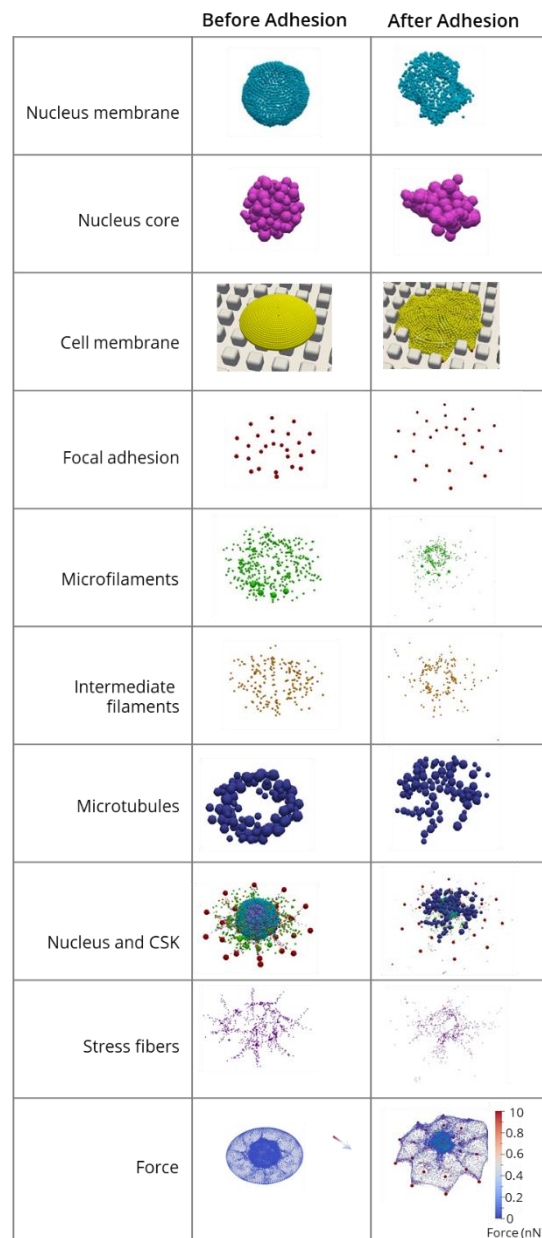 Before Adhesion After Adhesion
Nucleus membrane
Nucleus core
Cell membrane
Focal adhesion
Microfilaments
Intermediate
filaments
Microtubules
Nucleus and CSK
Stress fibers
Force
10
0.8
0.6
0.4
0.2
0
Force (nN